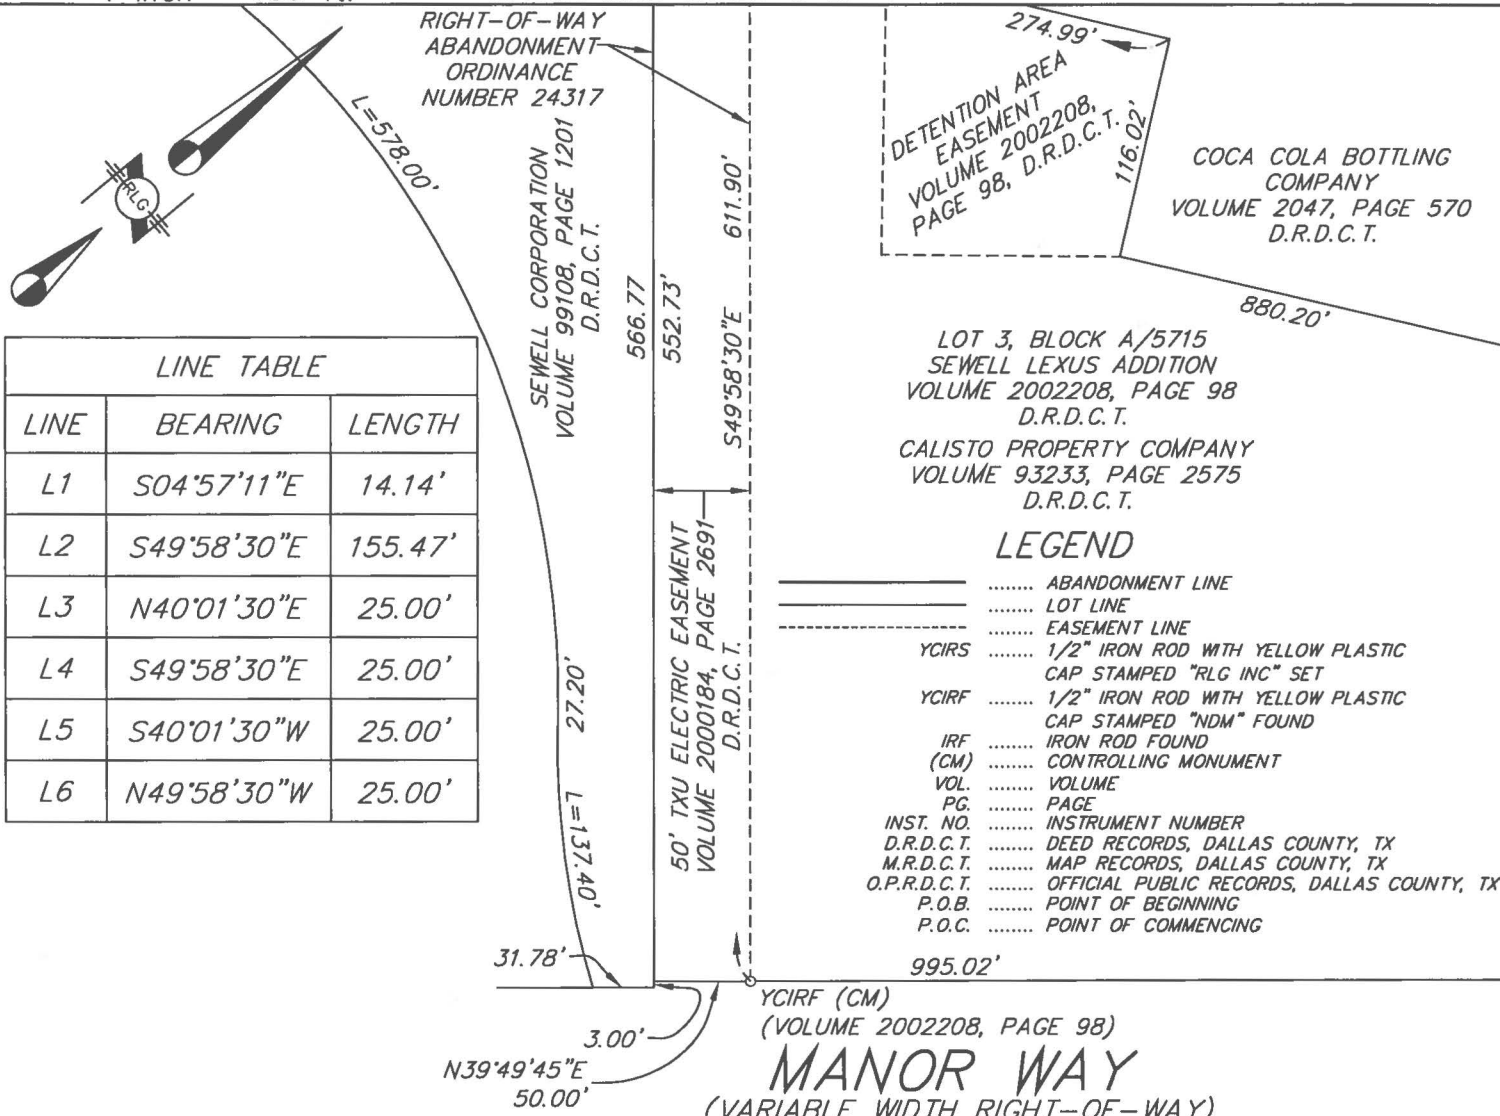 RIGHT-OF-WAY
ABANDONMENT
ORDINANCE
NUMBER 24317
L=578.00'
RLG
SEWELL CORPORATION
VOLUME 99108, PAGE 1201
D.R.D.C.T.
566.77
552.73'
611.90'
S49°58'30"E
274.99'
DETENTION AREA
EASEMENT
VOLUME 2002208,
PAGE 98, D.R.D.C.T.
116.02'
COCA COLA BOTTLING
COMPANY
VOLUME 2047, PAGE 570
D.R.D.C.T.
880.20'
LOT 3, BLOCK A/5715
SEWELL LEXUS ADDITION
VOLUME 2002208, PAGE 98
D.R.D.C.T.
CALISTO PROPERTY COMPANY
VOLUME 93233, PAGE 2575
D.R.D.C.T.
LINE TABLE
LINE BEARING LENGTH
L1 S04°57'11"E 14.14'
L2 S49°58'30"E 155.47'
L3 N40°01'30"E 25.00'
L4 S49°58'30"E 25.00'
L5 S40°01'30"W 25.00'
L6 N49°58'30"W 25.00'
50' TXU ELECTRIC EASEMENT
VOLUME 2000184, PAGE 2691
D.R.D.C.T.
27.20'
L=137.40'
LEGEND
........ ABANDONMENT LINE
........ LOT LINE
........ EASEMENT LINE
YCIRS ........ 1/2" IRON ROD WITH YELLOW PLASTIC
CAP STAMPED "RLG INC" SET
YCIRF ........ 1/2" IRON ROD WITH YELLOW PLASTIC
CAP STAMPED "NDM" FOUND
IRF ........ IRON ROD FOUND
(CM) ........ CONTROLLING MONUMENT
VOL. ........ VOLUME
PG. ........ PAGE
INST. NO. ........ INSTRUMENT NUMBER
D.R.D.C.T. ........ DEED RECORDS, DALLAS COUNTY, TX
M.R.D.C.T. ........ MAP RECORDS, DALLAS COUNTY, TX
O.P.R.D.C.T. ........ OFFICIAL PUBLIC RECORDS, DALLAS COUNTY, TX
P.O.B. ........ POINT OF BEGINNING
P.O.C. ........ POINT OF COMMENCING
31.78'
995.02'
3.00'
N39°49'45"E
50.00'
YCIRF (CM)
(VOLUME 2002208, PAGE 98)
MANOR WAY
(VARIABLE WIDTH RIGHT-OF-WAY)